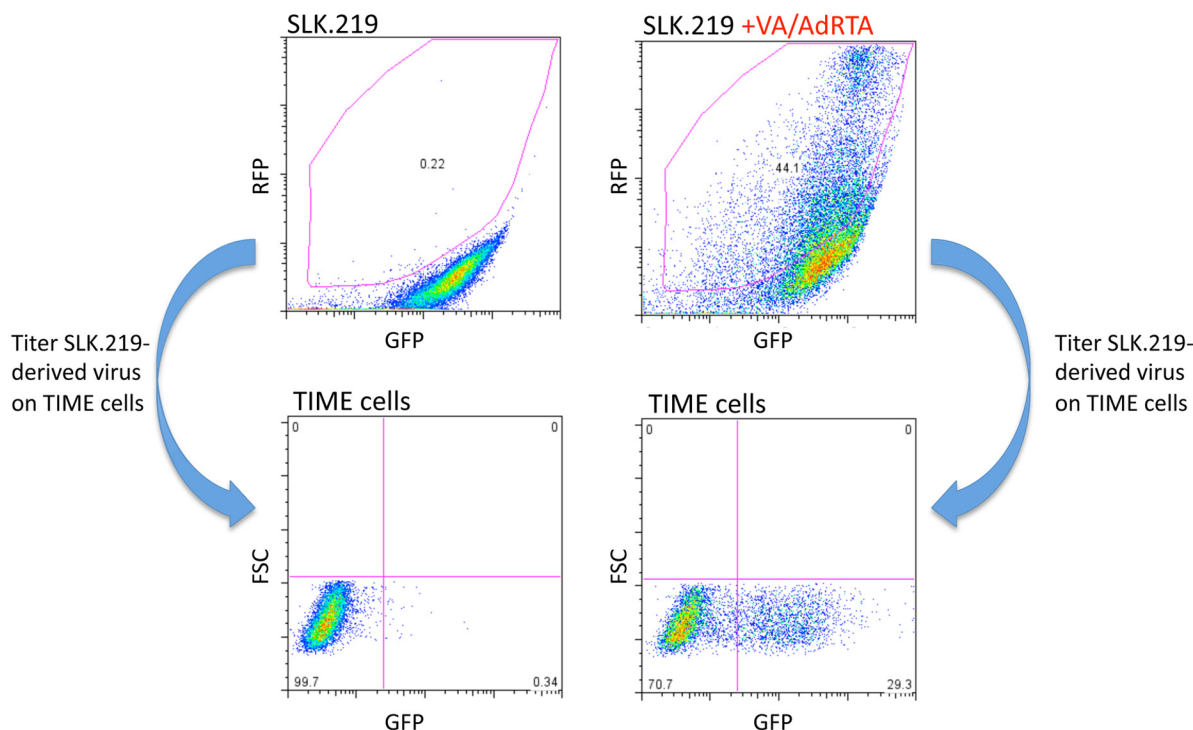 SLK.219
SLK.219 +VA/AdRTA
RFP
0.22
GFP
RFP
44.1
GFP
Titer SLK.219-
derived virus
on TIME cells
Titer SLK.219-
derived virus
on TIME cells
TIME cells
TIME cells
0
0
FSC
99.7
0.34
GFP
0
0
FSC
70.7
29.3
GFP